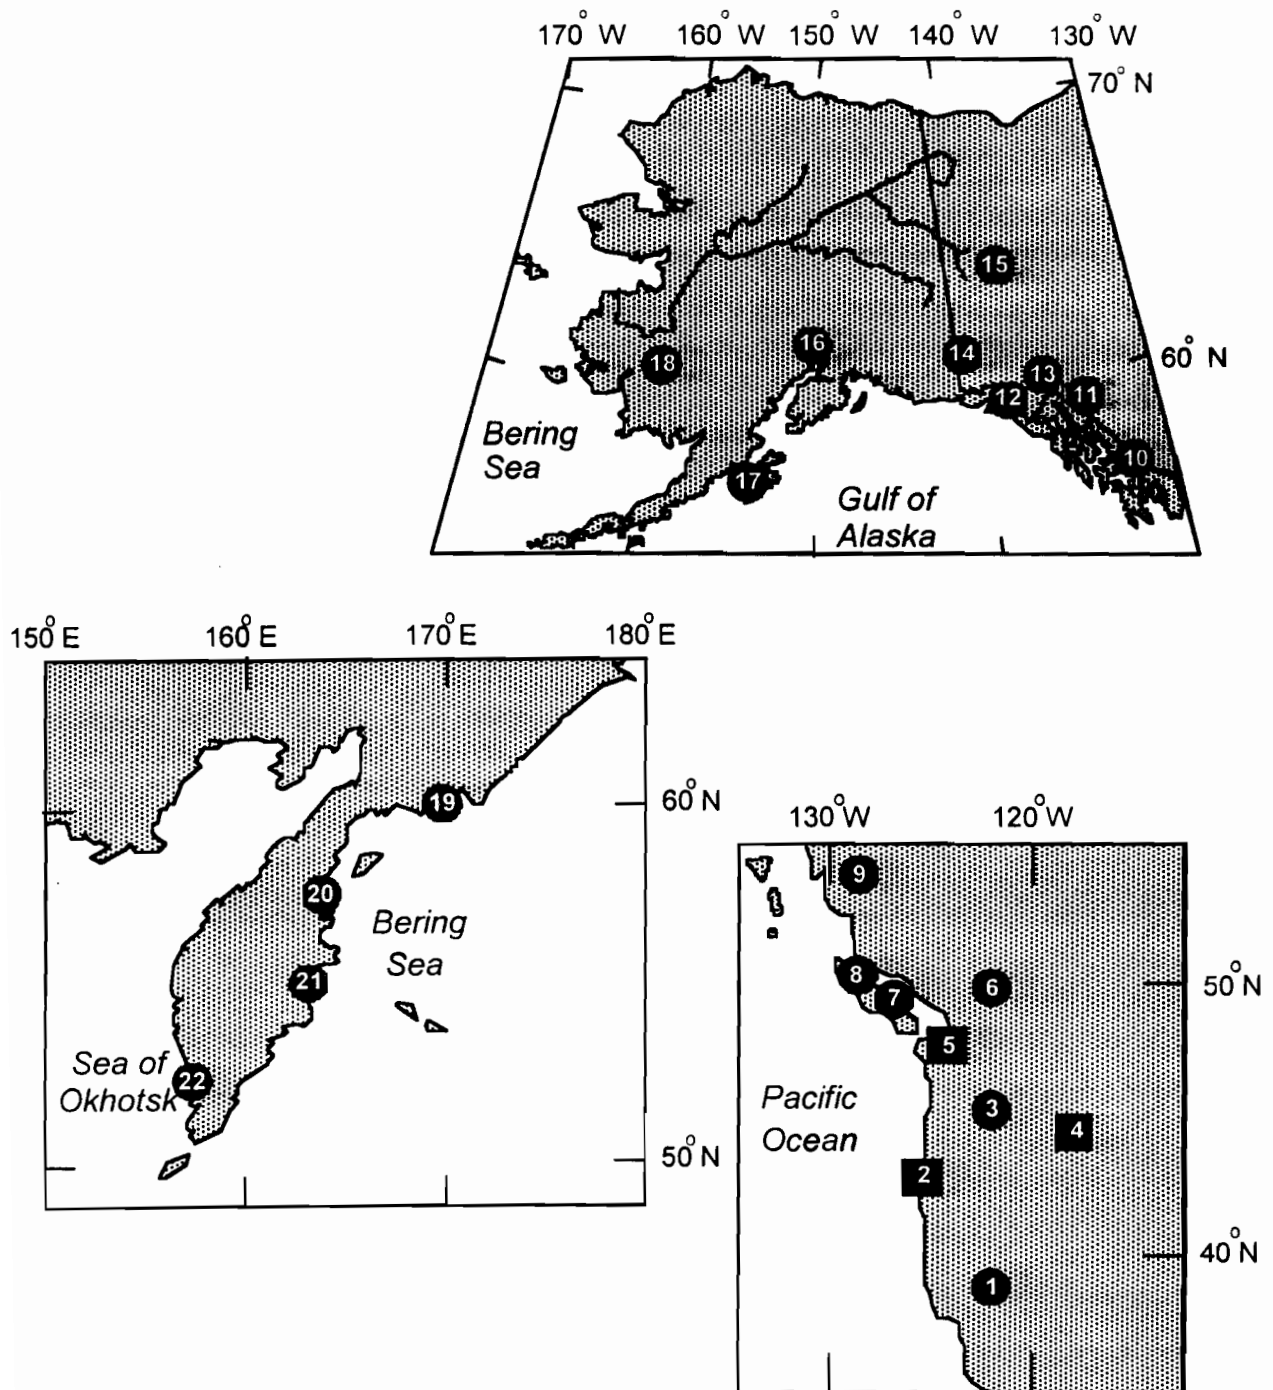 170° W 160° W 150° W 140° W 130° W
70° N
15
16
14
60° N
18
13
12
11
Bering
Sea
10
17
Gulf of
Alaska
150°E 160°E 170°E 180°E
19
60°N
20
Bering
Sea
21
Sea of
Okhotsk
22
50°N
130°W 120°W
9
8
7
6
50°N
5
Pacific
Ocean
3
4
2
40°N
1